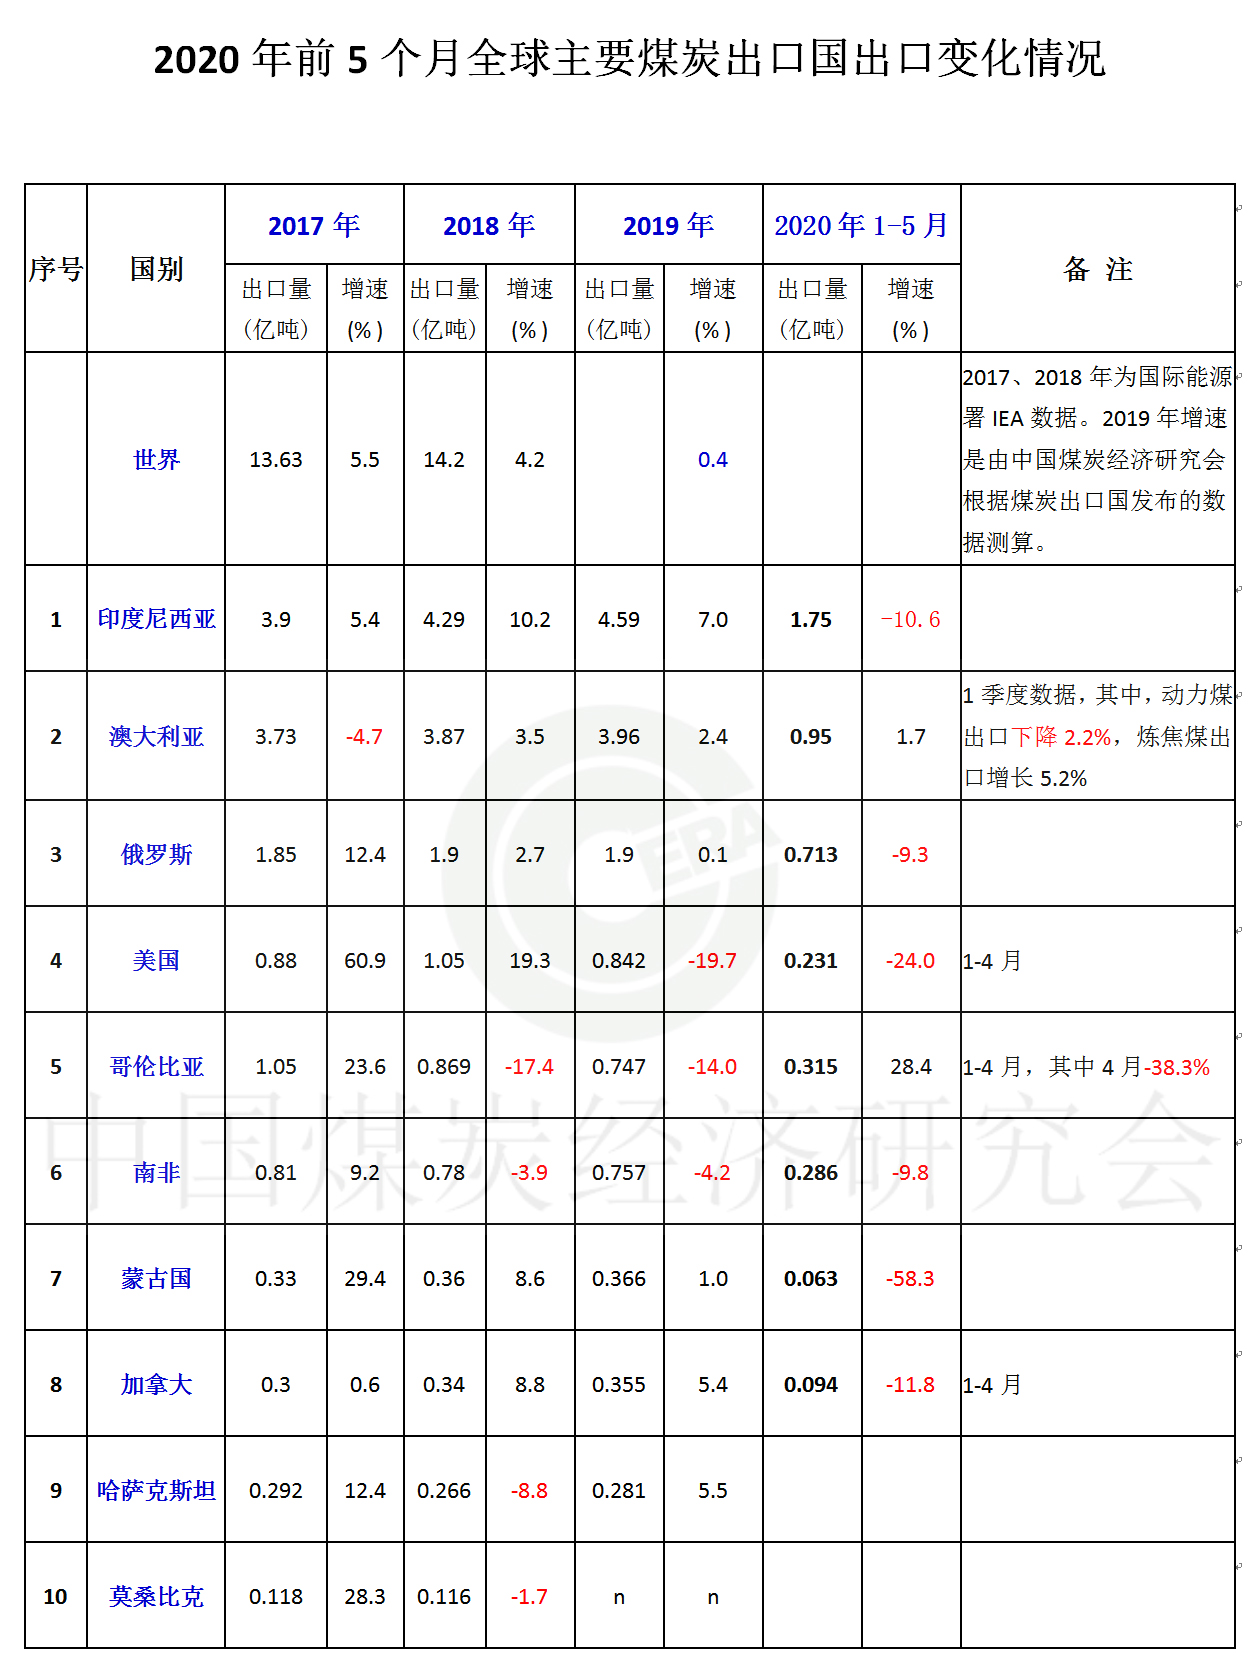 2020 年前 5 个月全球主要煤炭出口国出口变化情况
序号 国别 2017 年 2018 年 2019 年 2020 年 1-5 月 备 注
出口量 增速 出口量 增速 出口量 增速 出口量 增速
(亿吨) (%) (亿吨) (%) (亿吨) (%) (亿吨) (%)
世界 13.63 5.5 14.2 4.2 0.4
2017、2018 年为国际能源
署 IEA 数据。2019 年增速
是由中国煤炭经济研究会
根据煤炭出口国发布的数
据测算。
1 印度尼西亚 3.9 5.4 4.29 10.2 4.59 7.0 1.75 -10.6
2 澳大利亚 3.73 -4.7 3.87 3.5 3.96 2.4 0.95 1.7
1 季度数据，其中，动力煤
出口下降 2.2%，炼焦煤出
口增长 5.2%
3 俄罗斯 1.85 12.4 1.9 2.7 1.9 0.1 0.713 -9.3
4 美国 0.88 60.9 1.05 19.3 0.842 -19.7 0.231 -24.0 1-4 月
5 哥伦比亚 1.05 23.6 0.869 -17.4 0.747 -14.0 0.315 28.4 1-4 月，其中 4 月-38.3%
6 南非 0.81 9.2 0.78 -3.9 0.757 -4.2 0.286 -9.8
7 蒙古国 0.33 29.4 0.36 8.6 0.366 1.0 0.063 -58.3
8 加拿大 0.3 0.6 0.34 8.8 0.355 5.4 0.094 -11.8 1-4 月
9 哈萨克斯坦 0.292 12.4 0.266 -8.8 0.281 5.5
10 莫桑比克 0.118 28.3 0.116 -1.7 n n
ERA
中国煤炭经济研究会